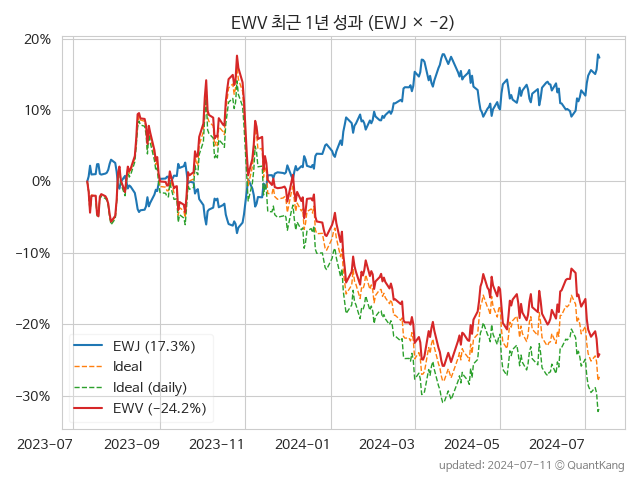 EWV 최근 1년 성과 (EWJ × −2)
20%
10%
0%
−10%
−20%
−30%
EWJ (17.3%)
Ideal
Ideal (daily)
EWV (−24.2%)
2023-07 2023-09 2023-11 2024-01 2024-03 2024-05 2024-07
updated: 2024-07-11 © QuantKang